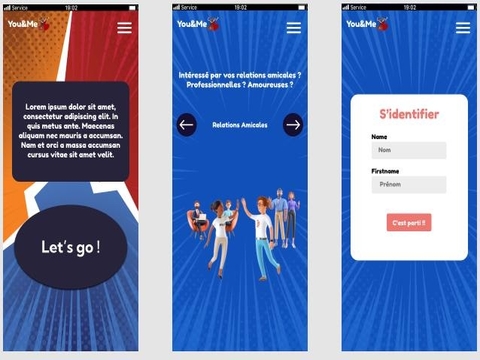 Service 19:02
You&Me
Lorem ipsum dolor sit amet,
consectetur adipiscing elit. In
quis metus ante. Maecenas
aliquam nec mauris a accumsan.
Nam et orci a massa accumsan
cursus vitae sit amet velit.
Let's go !
Service 19:02
You&Me
Intéressé par vos relations amicales ?
Professionnelles ? Amoureuses ?
Relations Amicales
Service 19:02
You&Me
S'identifier
Name
Nom
Firstname
Prénom
C'est parti !!